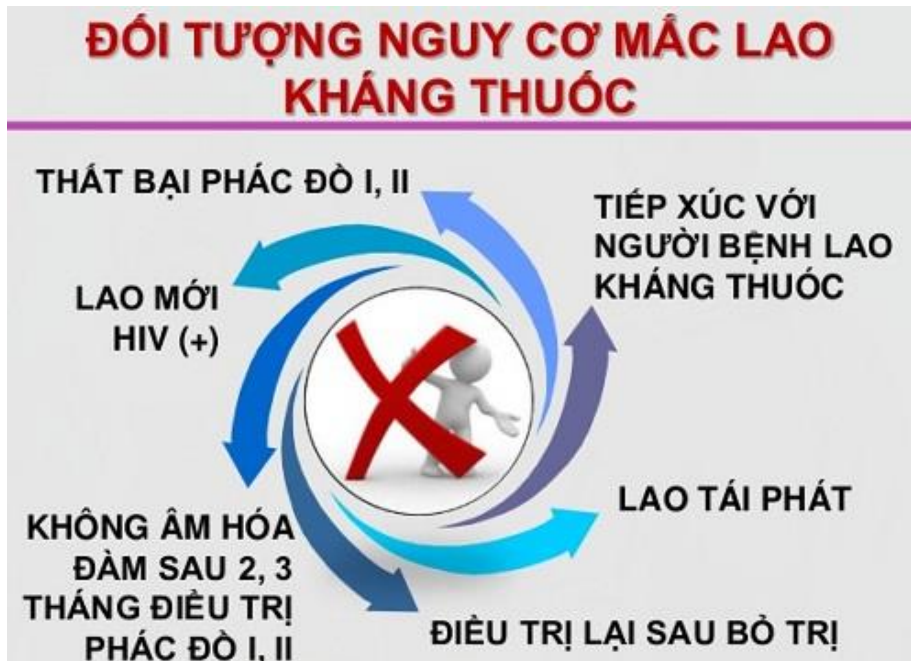 ĐỐI TƯỢNG NGUY CƠ MẮC LAO
KHÁNG THUỐC
THẤT BẠI PHÁC ĐỒ I, II
TIẾP XÚC VỚI
NGƯỜI BỆNH LAO
KHÁNG THUỐC
LAO MỚI
HIV (+)
LAO TÁI PHÁT
KHÔNG ÂM HÓA
ĐÀM SAU 2, 3
THÁNG ĐIỀU TRỊ
PHÁC ĐỒ I, II
ĐIỀU TRỊ LẠI SAU BỎ TRỊ